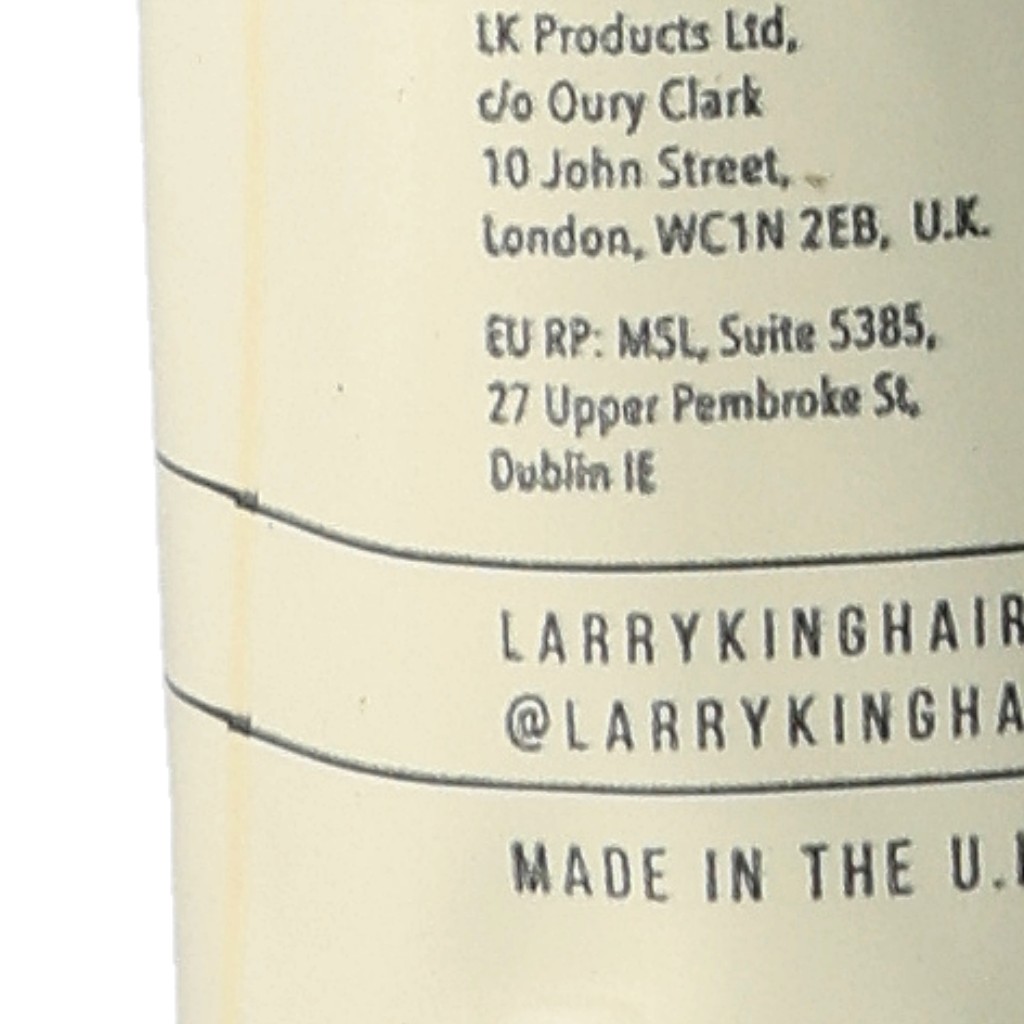 LK Products Ltd,
c/o Oury Clark
10 John Street,
London, WC1N 2EB, U.K.
EU RP: MSL, Suite 5385,
27 Upper Pembroke St,
Dublin IE
LARRYKINGHAIR
@LARRYKINGHA
MADE IN THE U.